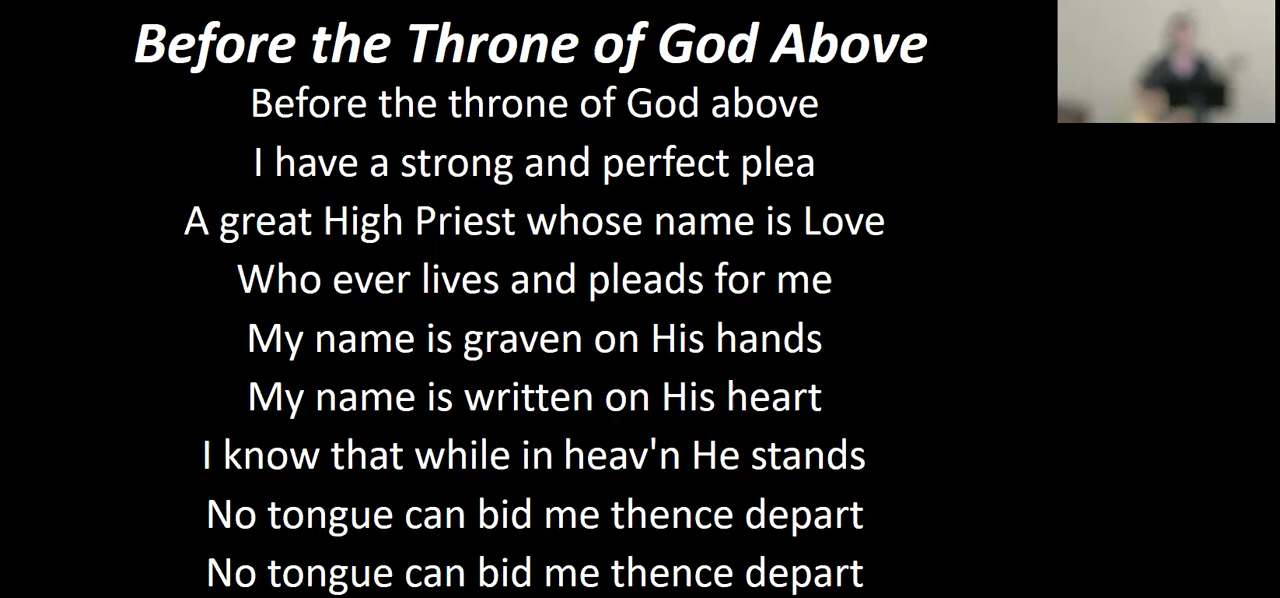 Before the Throne of God Above
Before the throne of God above
I have a strong and perfect plea
A great High Priest whose name is Love
Who ever lives and pleads for me
My name is graven on His hands
My name is written on His heart
I know that while in heav'n He stands
No tongue can bid me thence depart
No tongue can bid me thence depart